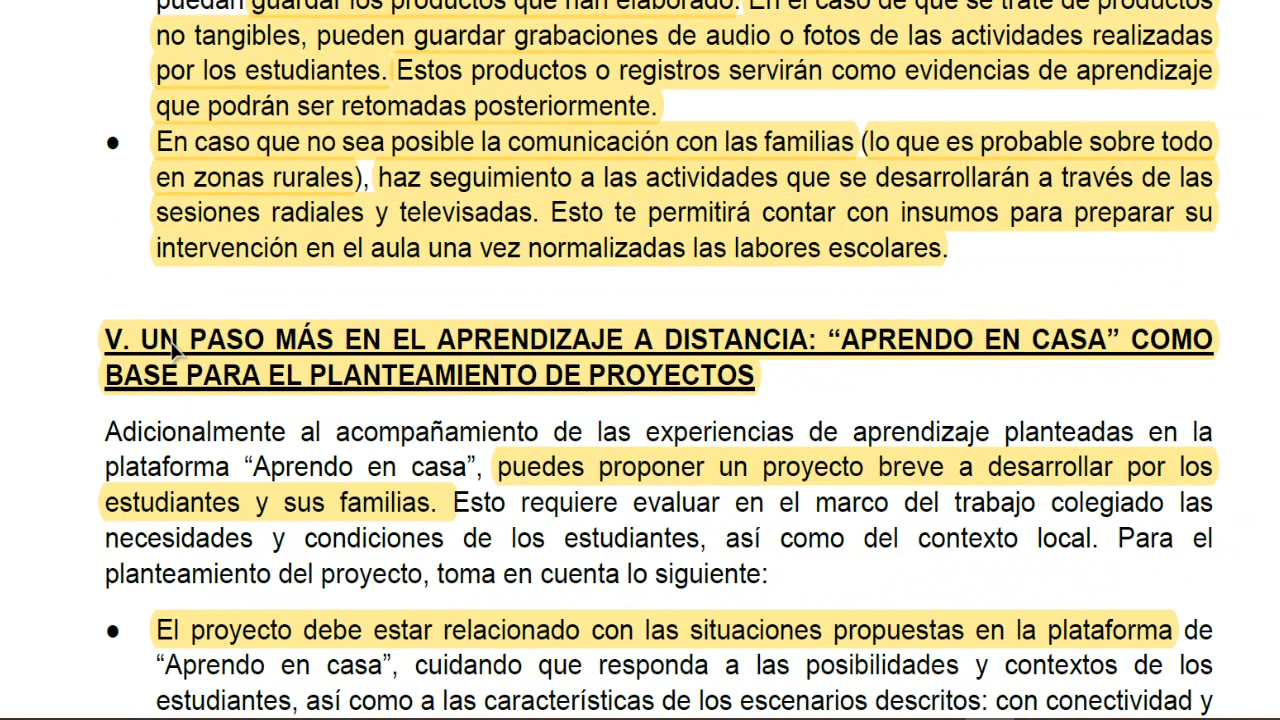 puedan guardar los productos que han elaborado. En el caso de que se trate de productos
no tangibles, pueden guardar grabaciones de audio o fotos de las actividades realizadas
por los estudiantes. Estos productos o registros servirán como evidencias de aprendizaje
que podrán ser retomadas posteriormente.
● En caso que no sea posible la comunicación con las familias (lo que es probable sobre todo
en zonas rurales), haz seguimiento a las actividades que se desarrollarán a través de las
sesiones radiales y televisadas. Esto te permitirá contar con insumos para preparar su
intervención en el aula una vez normalizadas las labores escolares.
V. UN PASO MÁS EN EL APRENDIZAJE A DISTANCIA: “APRENDO EN CASA” COMO
BASE PARA EL PLANTEAMIENTO DE PROYECTOS
Adicionalmente al acompañamiento de las experiencias de aprendizaje planteadas en la
plataforma “Aprendo en casa”, puedes proponer un proyecto breve a desarrollar por los
estudiantes y sus familias. Esto requiere evaluar en el marco del trabajo colegiado las
necesidades y condiciones de los estudiantes, así como del contexto local. Para el
planteamiento del proyecto, toma en cuenta lo siguiente:
● El proyecto debe estar relacionado con las situaciones propuestas en la plataforma de
“Aprendo en casa”, cuidando que responda a las posibilidades y contextos de los
estudiantes, así como a las características de los escenarios descritos: con conectividad y